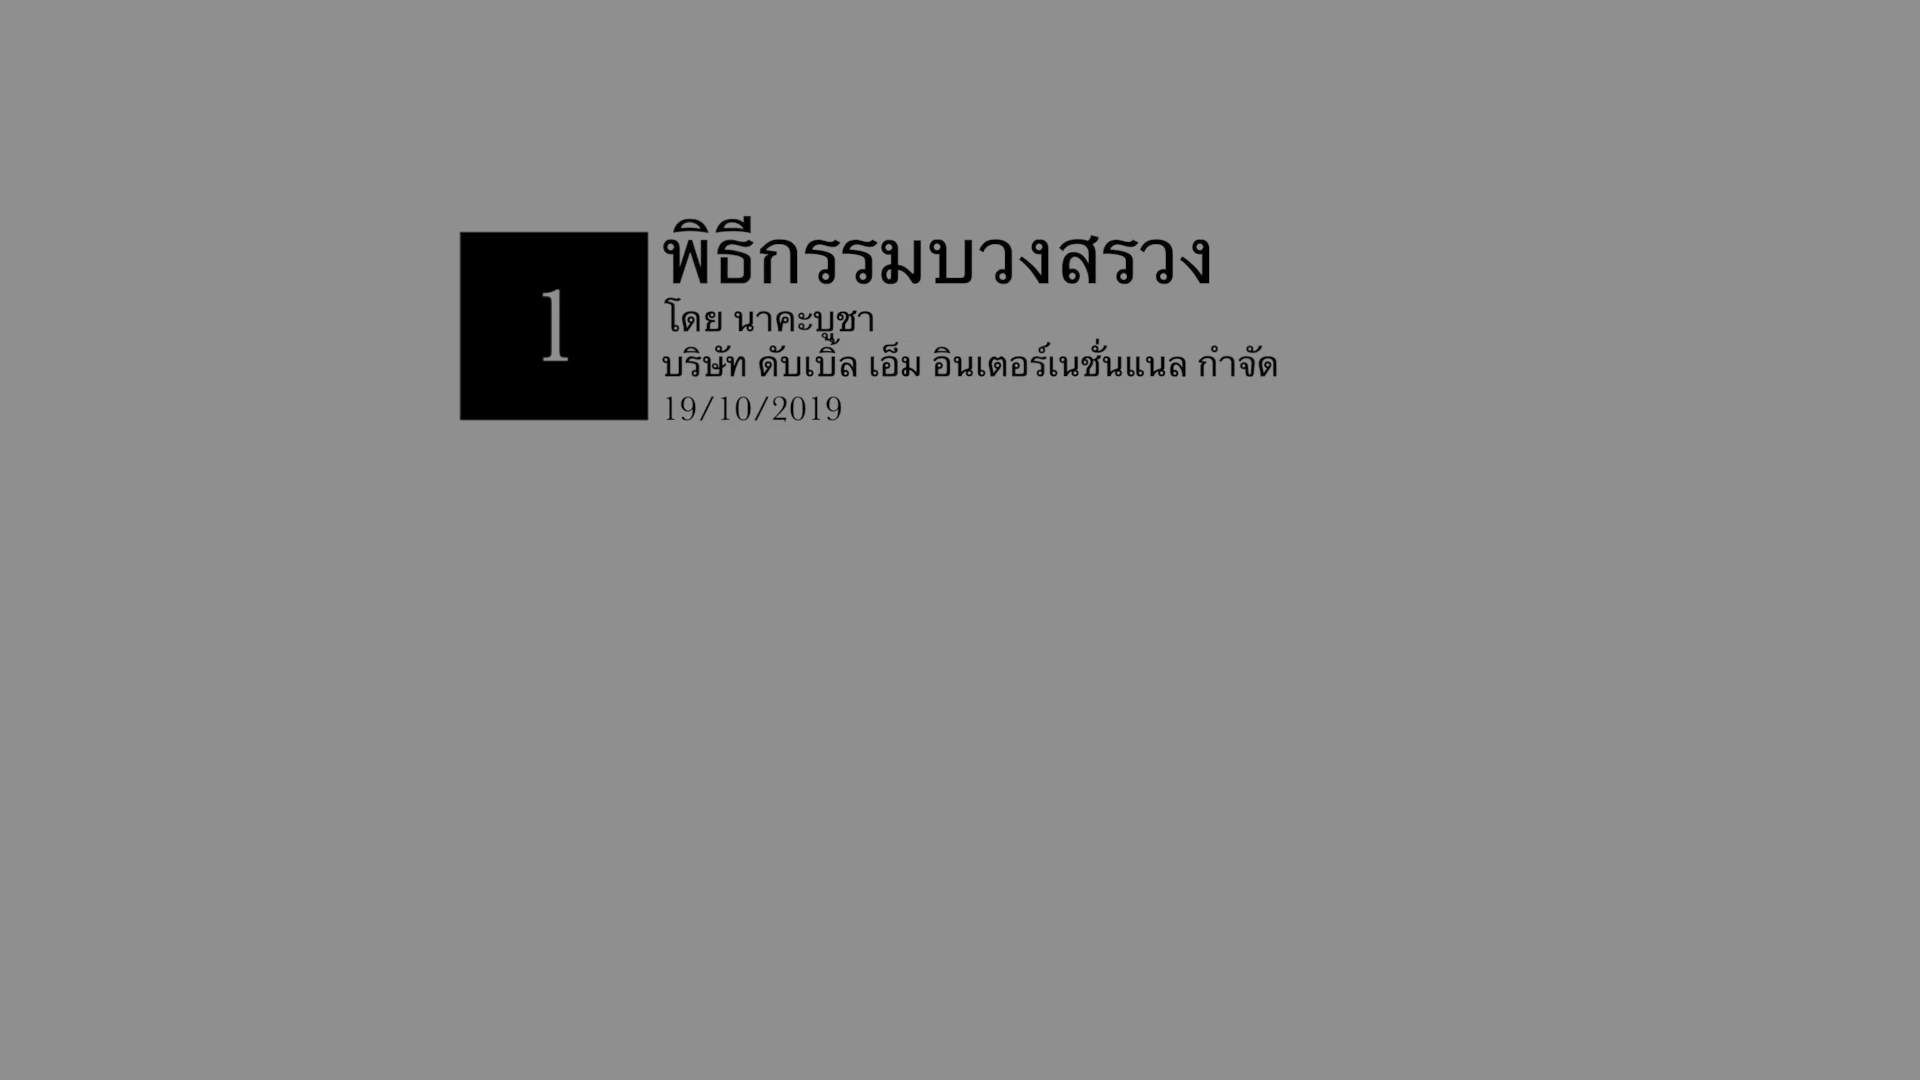 1
พิธีกรรมบวงสรวง
โดย นาคะบูชา
บริษัท ดับเบิ้ล เอ็ม อินเตอร์เนชั่นแนล กำจัด
19/10/2019